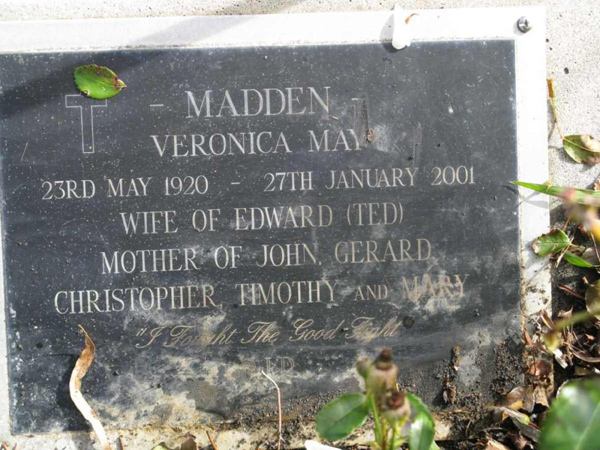 - MADDEN -
VERONICA MAY
23RD MAY 1920 - 27TH JANUARY 2001
WIFE OF EDWARD (TED)
MOTHER OF JOHN, GERARD,
CHRISTOPHER, TIMOTHY AND MARY
"I Fought The Good Fight"